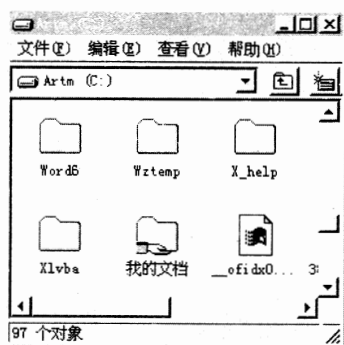 文件(F) 编辑(E) 查看(V) 帮助(H)
Artm (C:)
Word6 Wztemp X_help
Xlvba 我的文档 __ofidx0...
97 个对象